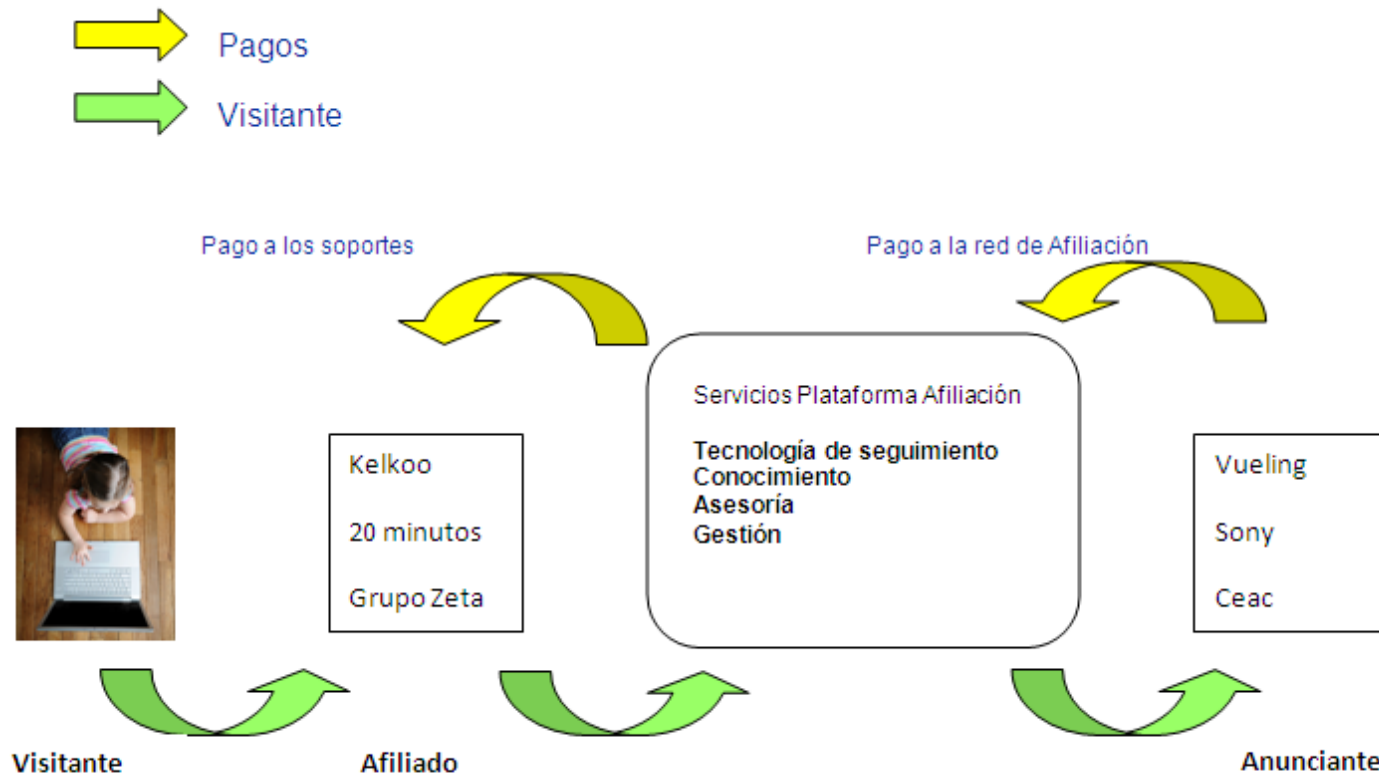 Pagos
Visitante
Pago a los soportes
Pago a la red de Afiliación
Servicios Plataforma Afiliación
Tecnología de seguimiento
Conocimiento
Asesoría
Gestión
Kelkoo
20 minutos
Grupo Zeta
Vueling
Sony
Ceac
Visitante
Afiliado
Anunciante